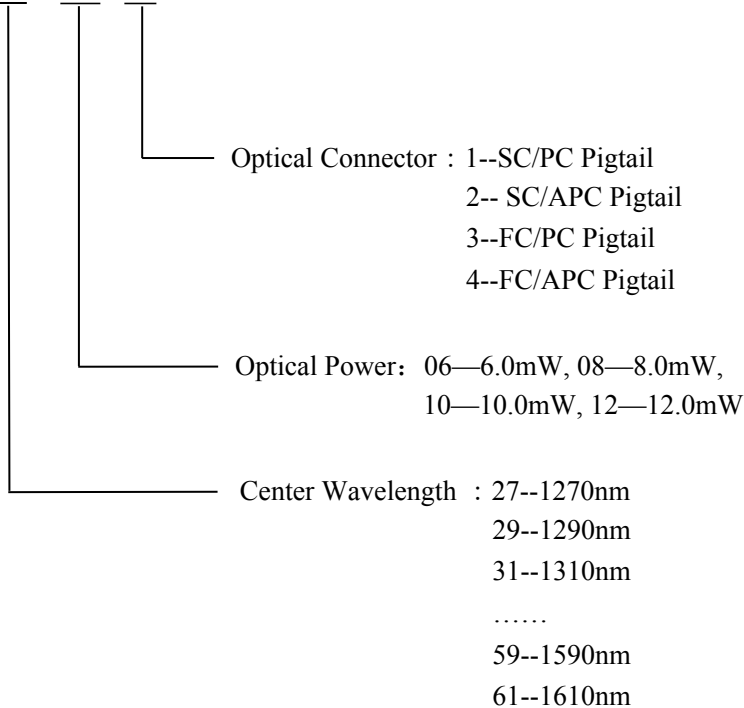 Optical Connector : 1--SC/PC Pigtail
2-- SC/APC Pigtail
3--FC/PC Pigtail
4--FC/APC Pigtail
Optical Power：06—6.0mW, 08—8.0mW,
10—10.0mW, 12—12.0mW
Center Wavelength : 27--1270nm
29--1290nm
31--1310nm
……
59--1590nm
61--1610nm